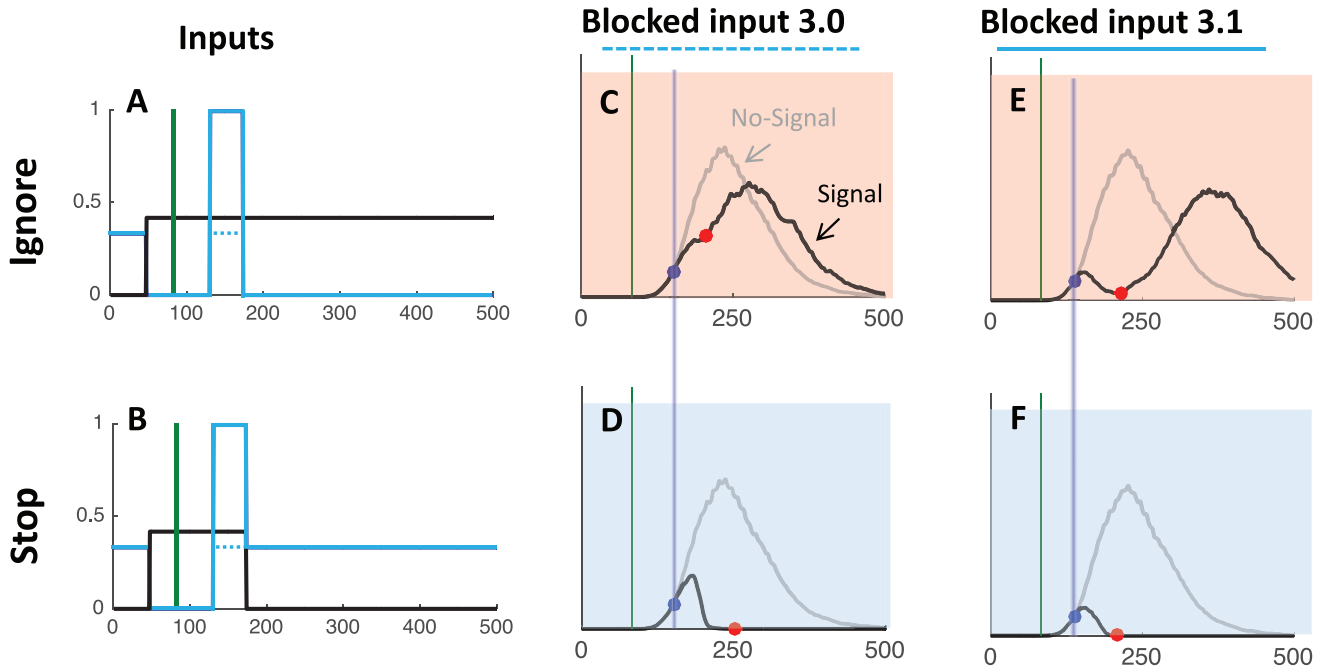 Inputs
Blocked input 3.0
Blocked input 3.1
Ignore
A
1
0.5
0
0 100 200 300 400 500
C
No-Signal
Signal
0 250 500
E
0 250 500
Stop
B
1
0.5
0
0 100 200 300 400 500
D
0 250 500
F
0 250 500